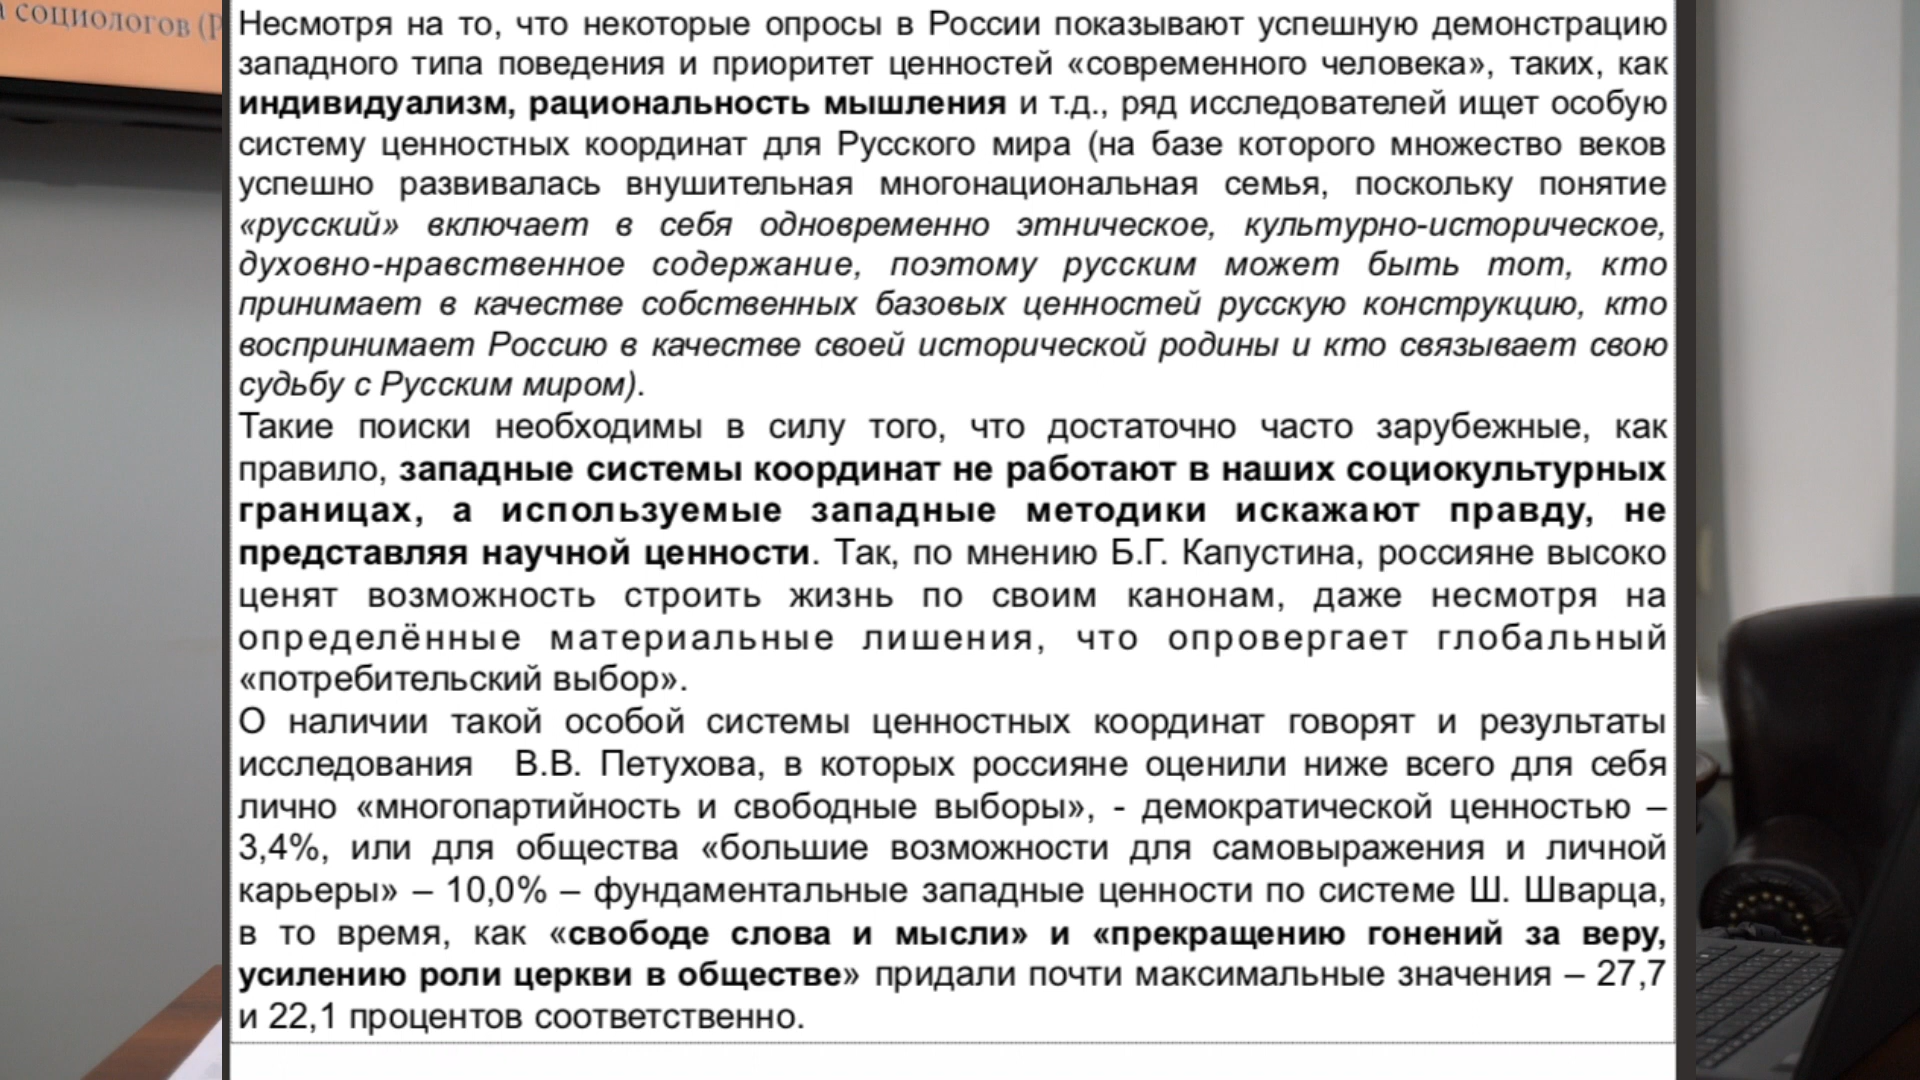 социологов (Р
Несмотря на то, что некоторые опросы в России показывают успешную демонстрацию
западного типа поведения и приоритет ценностей «современного человека», таких, как
индивидуализм, рациональность мышления и т.д., ряд исследователей ищет особую
систему ценностных координат для Русского мира (на базе которого множество веков
успешно развивалась внушительная многонациональная семья, поскольку понятие
«русский» включает в себя одновременно этническое, культурно-историческое,
духовно-нравственное содержание, поэтому русским может быть тот, кто
принимает в качестве собственных базовых ценностей русскую конструкцию, кто
воспринимает Россию в качестве своей исторической родины и кто связывает свою
судьбу с Русским миром).
Такие поиски необходимы в силу того, что достаточно часто зарубежные, как
правило, западные системы координат не работают в наших социокультурных
границах, а используемые западные методики искажают правду, не
представляя научной ценности. Так, по мнению Б.Г. Капустина, россияне высоко
ценят возможность строить жизнь по своим канонам, даже несмотря на
определённые материальные лишения, что опровергает глобальный
«потребительский выбор».
О наличии такой особой системы ценностных координат говорят и результаты
исследования В.В. Петухова, в которых россияне оценили ниже всего для себя
лично «многопартийность и свободные выборы», - демократической ценностью –
3,4%, или для общества «большие возможности для самовыражения и личной
карьеры» – 10,0% – фундаментальные западные ценности по системе Ш. Шварца,
в то время, как «свободе слова и мысли» и «прекращению гонений за веру,
усилению роли церкви в обществе» придали почти максимальные значения – 27,7
и 22,1 процентов соответственно.